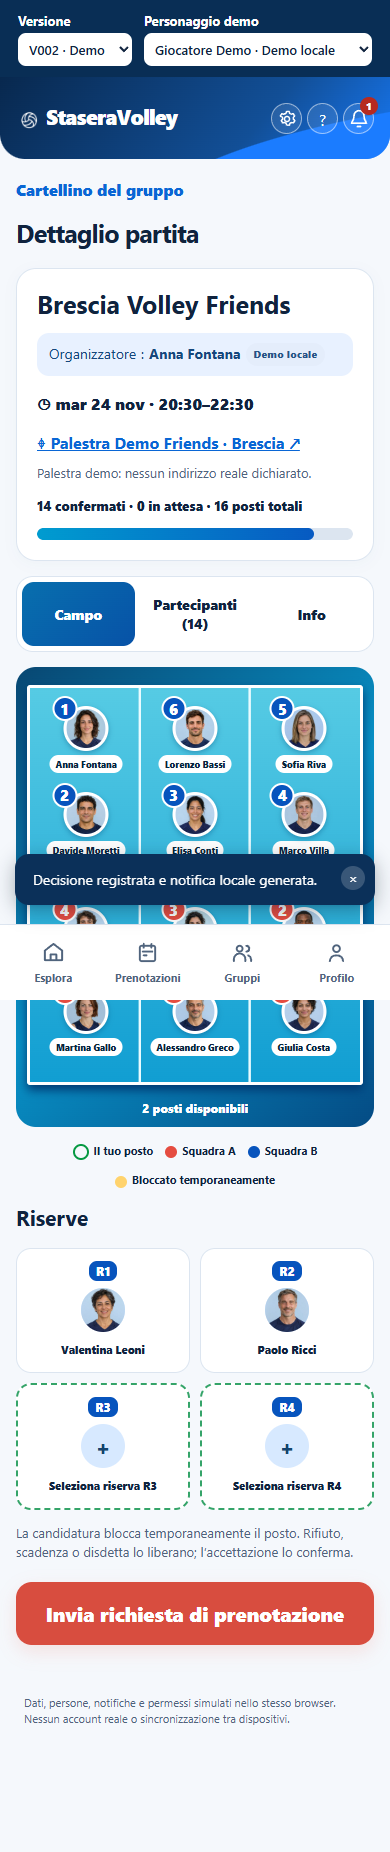 Versione
Personaggio demo
V002 · Demo
Giocatore Demo · Demo locale
StaseraVolley
?
1
Cartellino del gruppo
Dettaglio partita
Brescia Volley Friends
Organizzatore : Anna Fontana Demo locale
mar 24 nov · 20:30–22:30
Palestra Demo Friends · Brescia ↗
Palestra demo: nessun indirizzo reale dichiarato.
14 confermati · 0 in attesa · 16 posti totali
Campo
Partecipanti
(14)
Info
1
6
5
Anna Fontana
Lorenzo Bassi
Sofia Riva
2
3
4
Davide Moretti
Elisa Conti
Marco Villa
Decisione registrata e notifica locale generata.
×
4
3
2
Esplora
Prenotazioni
Gruppi
Profilo
Martina Gallo
Alessandro Greco
Giulia Costa
2 posti disponibili
Il tuo posto
Squadra A
Squadra B
Bloccato temporaneamente
Riserve
R1
R2
Valentina Leoni
Paolo Ricci
R3
R4
+
+
Seleziona riserva R3
Seleziona riserva R4
La candidatura blocca temporaneamente il posto. Rifiuto,
scadenza o disdetta lo liberano; l'accettazione lo conferma.
Invia richiesta di prenotazione
Dati, persone, notifiche e permessi simulati nello stesso browser.
Nessun account reale o sincronizzazione tra dispositivi.